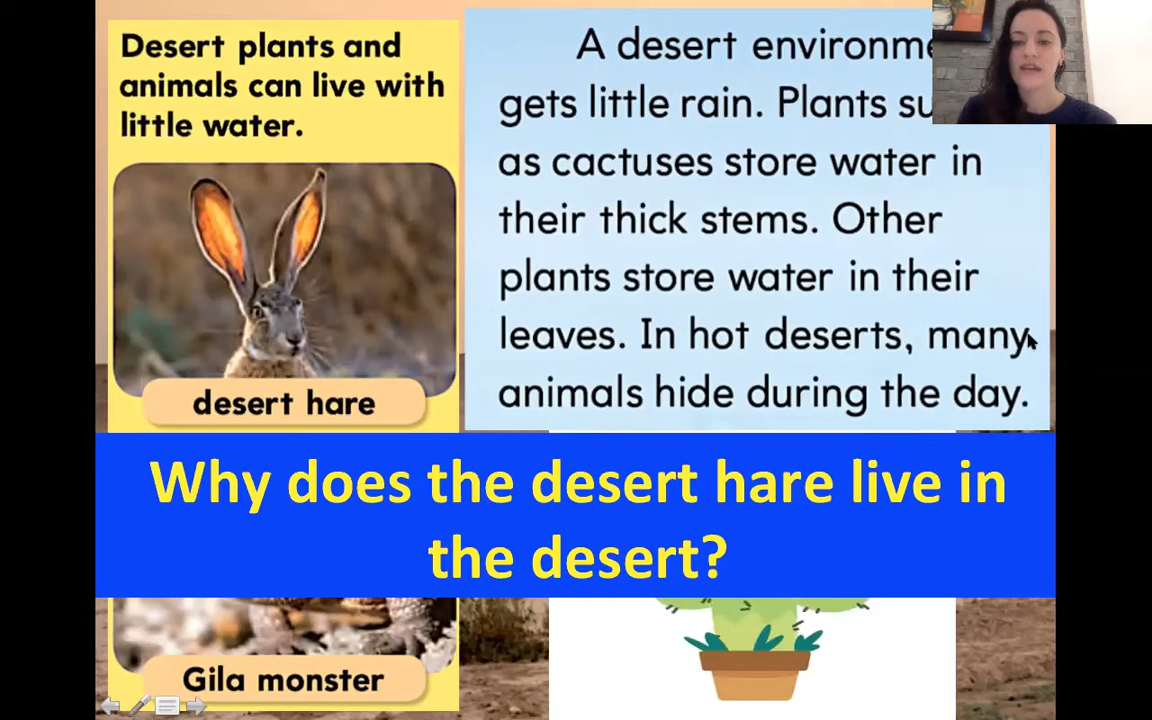 Desert plants and
animals can live with
little water.
desert hare
A desert
gets little rain. Plants
as cactuses store water in
their thick stems. Other
plants store water in their
leaves. In hot deserts, many
animals hide during the day.
Why does the desert hare live in
the desert?
Gila monster